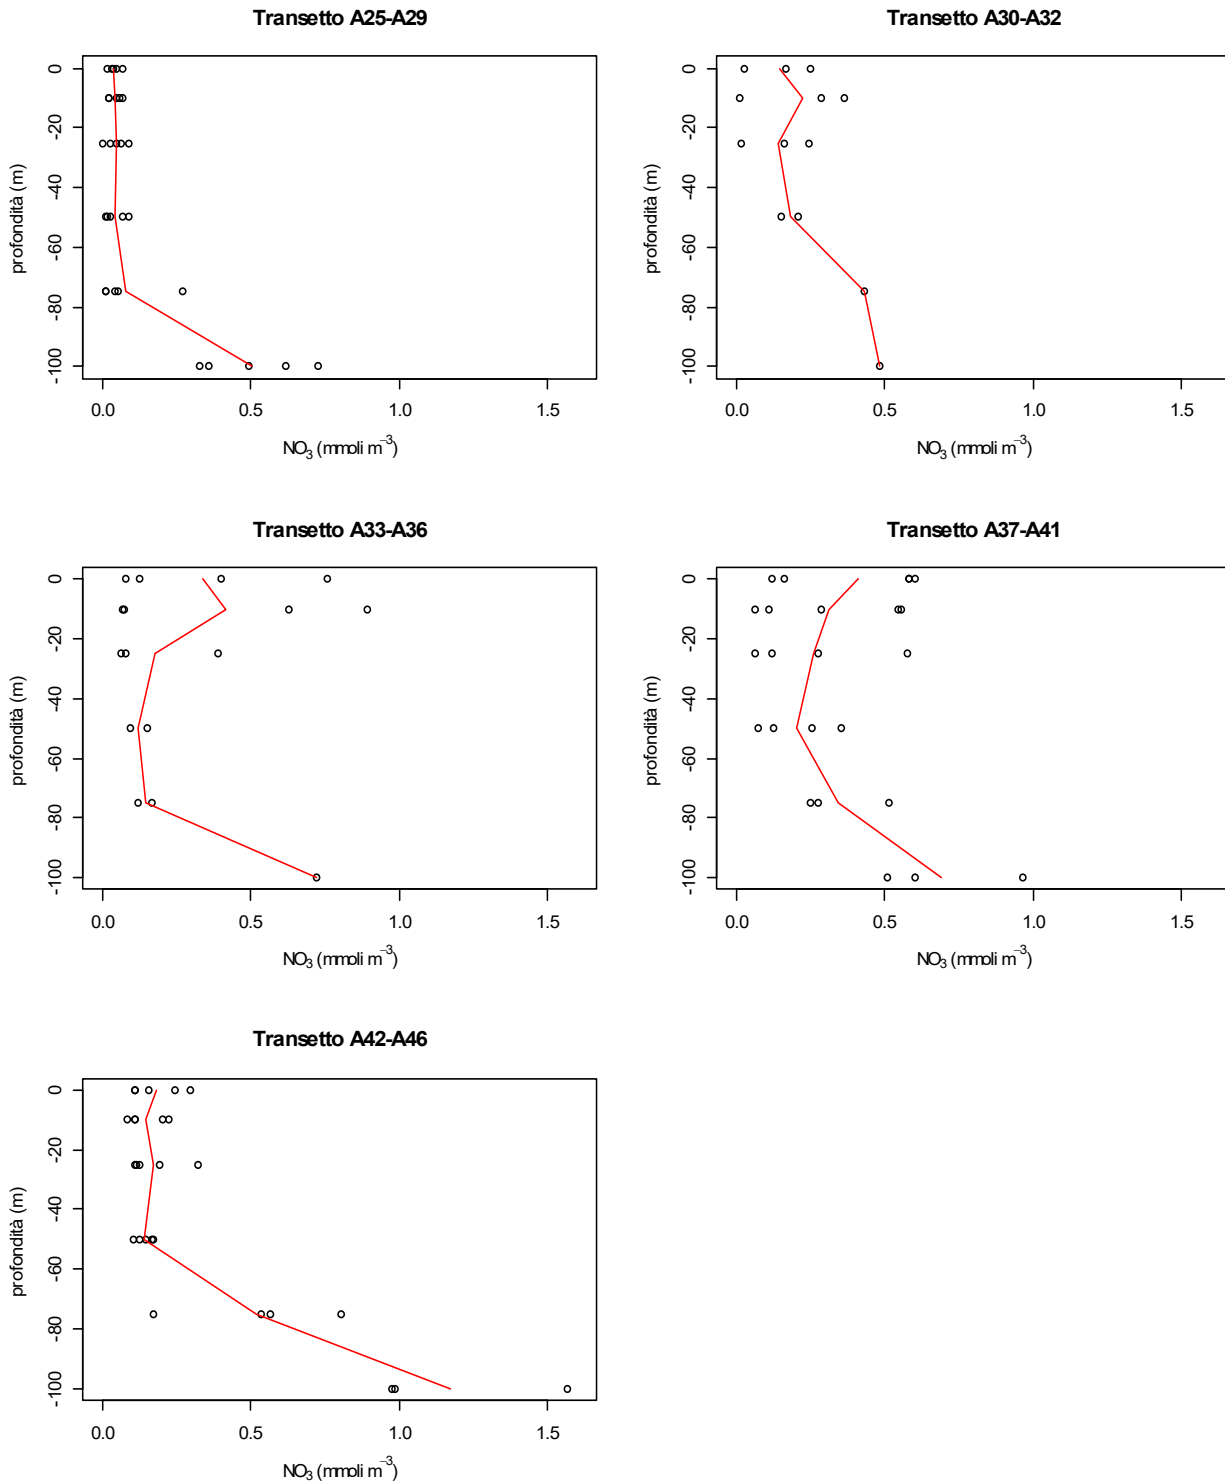 Transetto A25-A29
0
-20
-40
-60
-80
-100
profondità (m)
0.0 0.5 1.0 1.5
NO₃ (mmoli m⁻³)
Transetto A30-A32
0
-20
-40
-60
-80
-100
profondità (m)
0.0 0.5 1.0 1.5
NO₃ (mmoli m⁻³)
Transetto A33-A36
0
-20
-40
-60
-80
-100
profondità (m)
0.0 0.5 1.0 1.5
NO₃ (mmoli m⁻³)
Transetto A37-A41
0
-20
-40
-60
-80
-100
profondità (m)
0.0 0.5 1.0 1.5
NO₃ (mmoli m⁻³)
Transetto A42-A46
0
-20
-40
-60
-80
-100
profondità (m)
0.0 0.5 1.0 1.5
NO₃ (mmoli m⁻³)